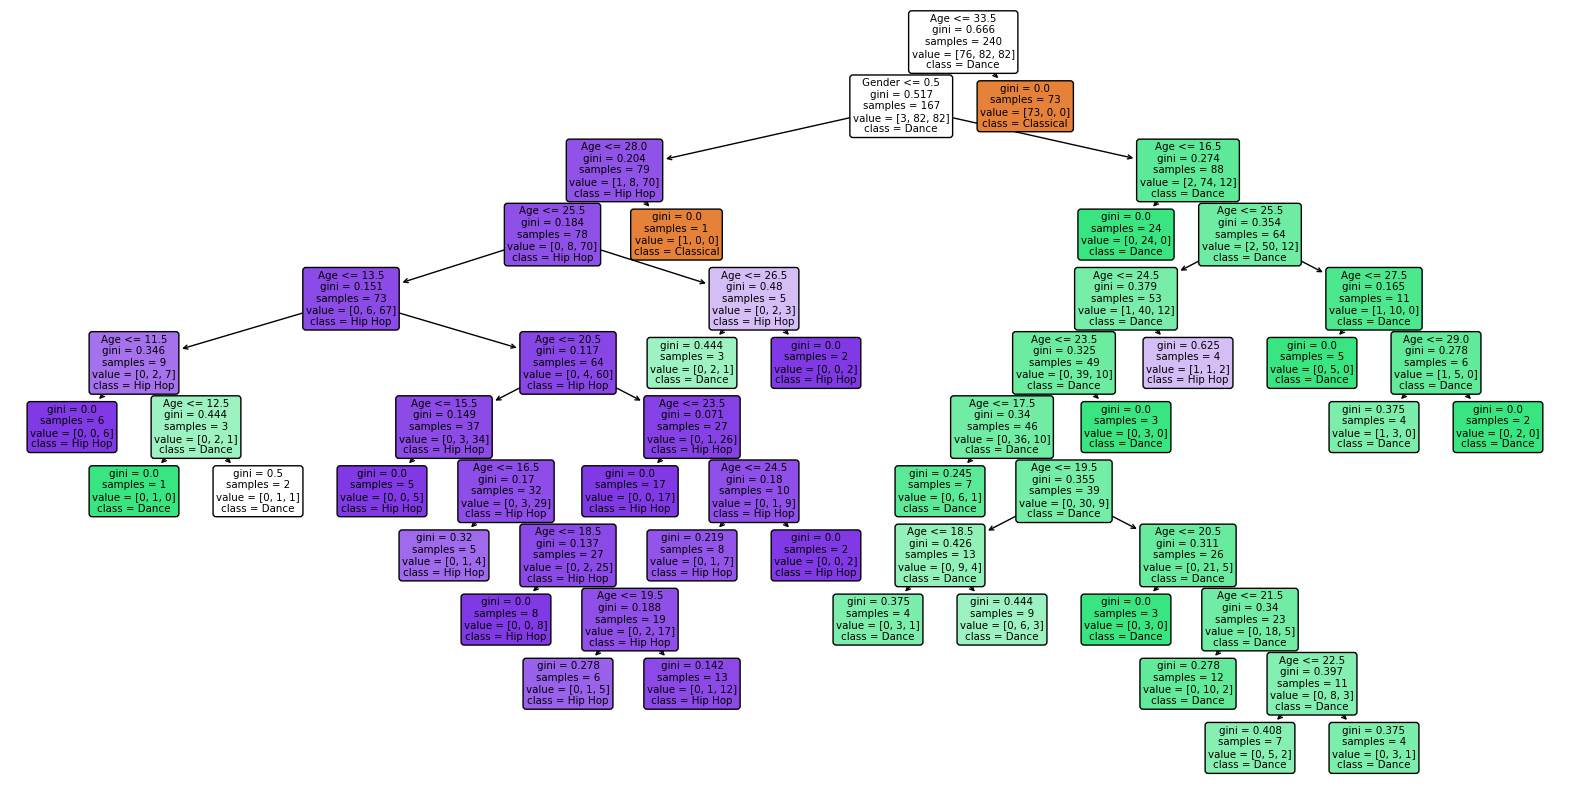 Age <= 33.5
gini = 0.666
samples = 240
value = [76, 82, 82]
class = Dance
Gender <= 0.5
gini = 0.517
samples = 167
value = [3, 82, 82]
class = Dance
gini = 0.0
samples = 73
value = [73, 0, 0]
class = Classical
Age <= 28.0
gini = 0.204
samples = 79
value = [1, 8, 70]
class = Hip Hop
Age <= 16.5
gini = 0.274
samples = 88
value = [2, 74, 12]
class = Dance
Age <= 25.5
gini = 0.184
samples = 78
value = [0, 8, 70]
class = Hip Hop
gini = 0.0
samples = 1
value = [1, 0, 0]
class = Classical
gini = 0.0
samples = 24
value = [0, 24, 0]
class = Dance
Age <= 25.5
gini = 0.354
samples = 64
value = [2, 50, 12]
class = Dance
Age <= 13.5
gini = 0.151
samples = 73
value = [0, 6, 67]
class = Hip Hop
Age <= 26.5
gini = 0.48
samples = 5
value = [0, 2, 3]
class = Hip Hop
Age <= 24.5
gini = 0.379
samples = 53
value = [1, 40, 12]
class = Dance
Age <= 27.5
gini = 0.165
samples = 11
value = [1, 10, 0]
class = Dance
Age <= 11.5
gini = 0.346
samples = 9
value = [0, 2, 7]
class = Hip Hop
Age <= 20.5
gini = 0.117
samples = 64
value = [0, 4, 60]
class = Hip Hop
gini = 0.444
samples = 3
value = [0, 2, 1]
class = Dance
gini = 0.0
samples = 2
value = [0, 0, 2]
class = Hip Hop
Age <= 23.5
gini = 0.325
samples = 49
value = [0, 39, 10]
class = Dance
gini = 0.625
samples = 4
value = [1, 1, 2]
class = Hip Hop
gini = 0.0
samples = 5
value = [0, 5, 0]
class = Dance
Age <= 29.0
gini = 0.278
samples = 6
value = [1, 5, 0]
class = Dance
gini = 0.0
samples = 6
value = [0, 0, 6]
class = Hip Hop
Age <= 12.5
gini = 0.444
samples = 3
value = [0, 2, 1]
class = Dance
Age <= 15.5
gini = 0.149
samples = 37
value = [0, 3, 34]
class = Hip Hop
Age <= 23.5
gini = 0.071
samples = 27
value = [0, 1, 26]
class = Hip Hop
Age <= 17.5
gini = 0.34
samples = 46
value = [0, 36, 10]
class = Dance
gini = 0.0
samples = 3
value = [0, 3, 0]
class = Dance
gini = 0.375
samples = 4
value = [1, 3, 0]
class = Dance
gini = 0.0
samples = 2
value = [0, 2, 0]
class = Dance
gini = 0.0
samples = 1
value = [0, 1, 0]
class = Dance
gini = 0.5
samples = 2
value = [0, 1, 1]
class = Dance
gini = 0.0
samples = 5
value = [0, 0, 5]
class = Hip Hop
Age <= 16.5
gini = 0.17
samples = 32
value = [0, 3, 29]
class = Hip Hop
gini = 0.0
samples = 17
value = [0, 0, 17]
class = Hip Hop
Age <= 24.5
gini = 0.18
samples = 10
value = [0, 1, 9]
class = Hip Hop
gini = 0.245
samples = 7
value = [0, 6, 1]
class = Dance
Age <= 19.5
gini = 0.355
samples = 39
value = [0, 30, 9]
class = Dance
gini = 0.32
samples = 5
value = [0, 1, 4]
class = Hip Hop
Age <= 18.5
gini = 0.137
samples = 27
value = [0, 2, 25]
class = Hip Hop
gini = 0.219
samples = 8
value = [0, 1, 7]
class = Hip Hop
gini = 0.0
samples = 2
value = [0, 0, 2]
class = Hip Hop
Age <= 18.5
gini = 0.426
samples = 13
value = [0, 9, 4]
class = Dance
Age <= 20.5
gini = 0.311
samples = 26
value = [0, 21, 5]
class = Dance
gini = 0.0
samples = 8
value = [0, 0, 8]
class = Hip Hop
Age <= 19.5
gini = 0.188
samples = 19
value = [0, 2, 17]
class = Hip Hop
gini = 0.375
samples = 4
value = [0, 3, 1]
class = Dance
gini = 0.444
samples = 9
value = [0, 6, 3]
class = Dance
gini = 0.0
samples = 3
value = [0, 3, 0]
class = Dance
Age <= 21.5
gini = 0.34
samples = 23
value = [0, 18, 5]
class = Dance
gini = 0.278
samples = 6
value = [0, 1, 5]
class = Hip Hop
gini = 0.142
samples = 13
value = [0, 1, 12]
class = Hip Hop
gini = 0.278
samples = 12
value = [0, 10, 2]
class = Dance
Age <= 22.5
gini = 0.397
samples = 11
value = [0, 8, 3]
class = Dance
gini = 0.408
samples = 7
value = [0, 5, 2]
class = Dance
gini = 0.375
samples = 4
value = [0, 3, 1]
class = Dance